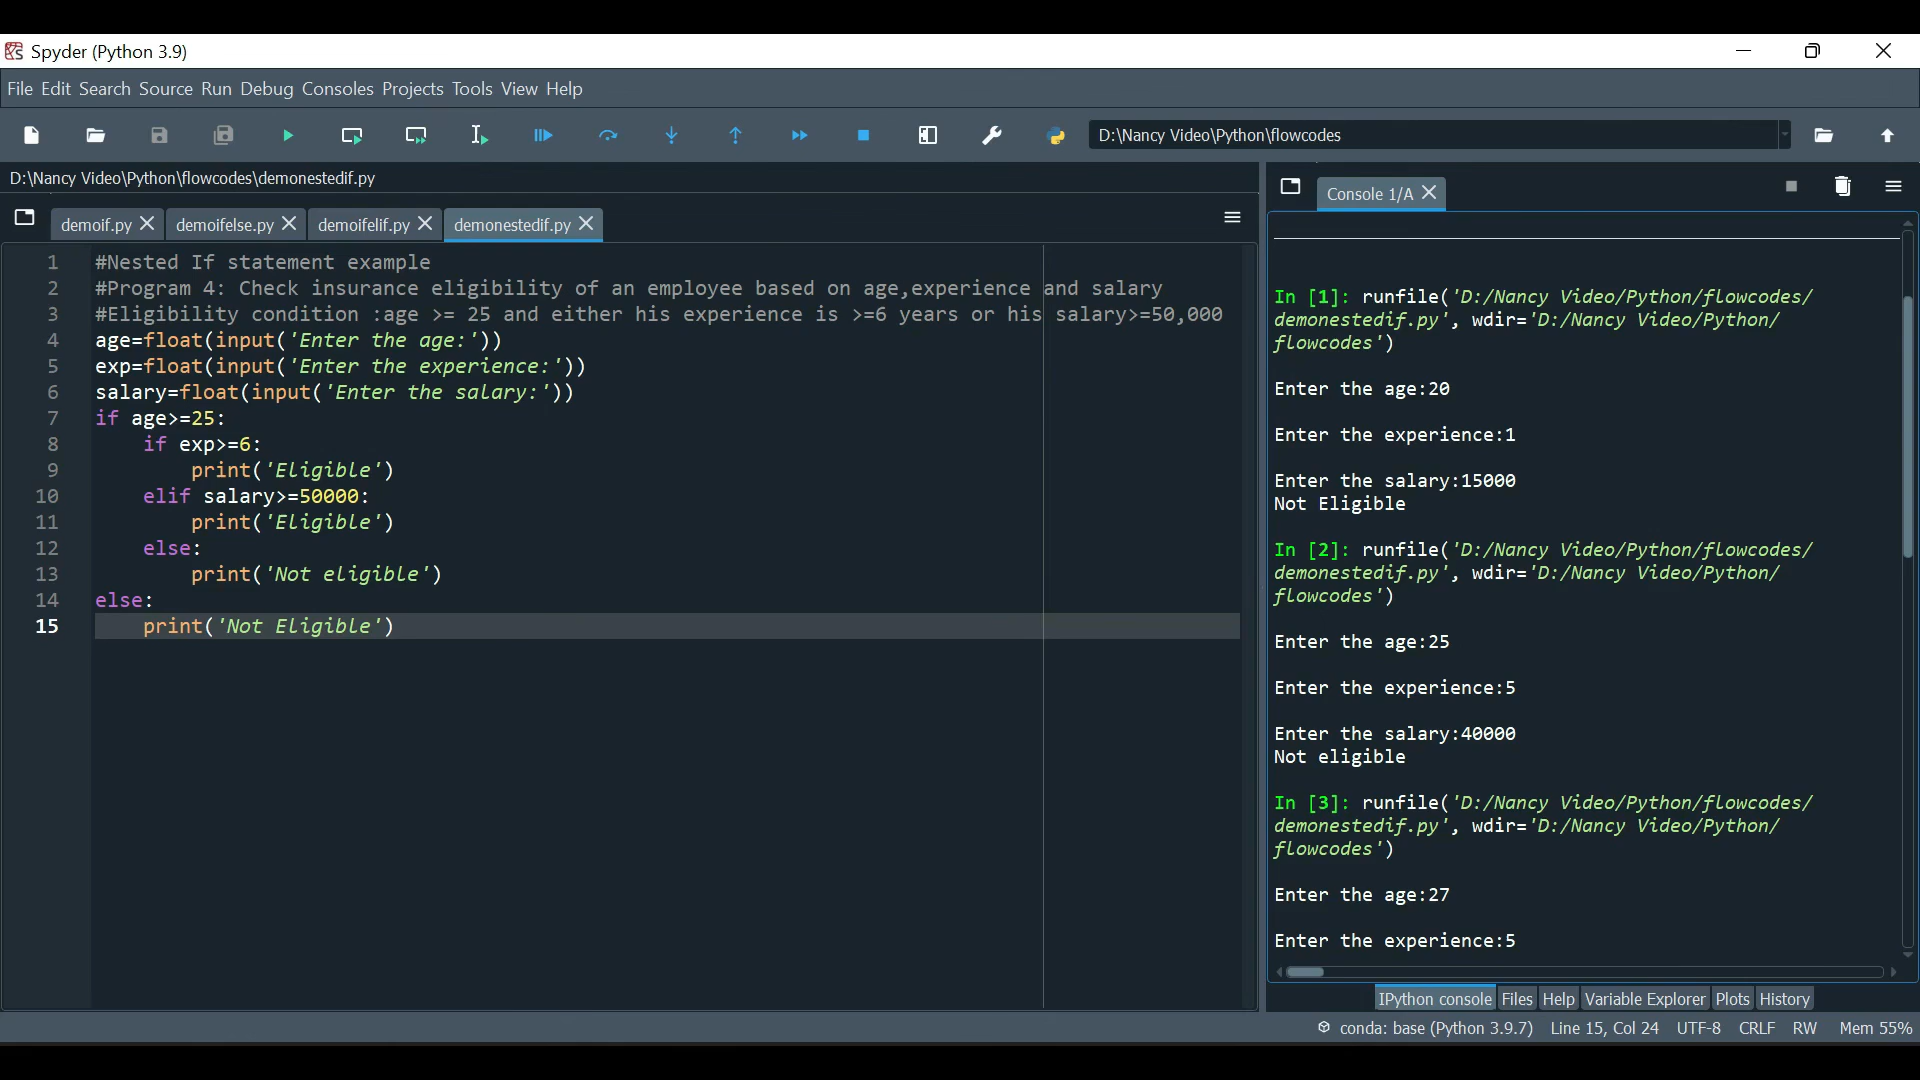 Spyder (Python 3.9)
File Edit Search Source Run Debug Consoles Projects Tools View Help
D:\Nancy Video\Python\flowcodes
D:\Nancy Video\Python\flowcodes\demonestedif.py
demoif.py demoifelse.py demoifelif.py demonestedif.py
1 #Nested If statement example
2 #Program 4: Check insurance eligibility of an employee based on age,experience and salary
3 #Eligibility condition :age >= 25 and either his experience is >=6 years or his salary>=50,000
4 age=float(input('Enter the age:'))
5 exp=float(input('Enter the experience:'))
6 salary=float(input('Enter the salary:'))
7 if age>=25:
8     if exp>=6:
9         print('Eligible')
10     elif salary>=50000:
11         print('Eligible')
12     else:
13         print('Not eligible')
14 else:
15     print('Not Eligible')
Console 1/A
In [1]: runfile('D:/Nancy Video/Python/flowcodes/
demonestedif.py', wdir='D:/Nancy Video/Python/
flowcodes')
Enter the age:20
Enter the experience:1
Enter the salary:15000
Not Eligible
In [2]: runfile('D:/Nancy Video/Python/flowcodes/
demonestedif.py', wdir='D:/Nancy Video/Python/
flowcodes')
Enter the age:25
Enter the experience:5
Enter the salary:40000
Not eligible
In [3]: runfile('D:/Nancy Video/Python/flowcodes/
demonestedif.py', wdir='D:/Nancy Video/Python/
flowcodes')
Enter the age:27
Enter the experience:5
IPython console Files Help Variable Explorer Plots History
conda: base (Python 3.9.7) Line 15, Col 24 UTF-8 CRLF RW Mem 55%